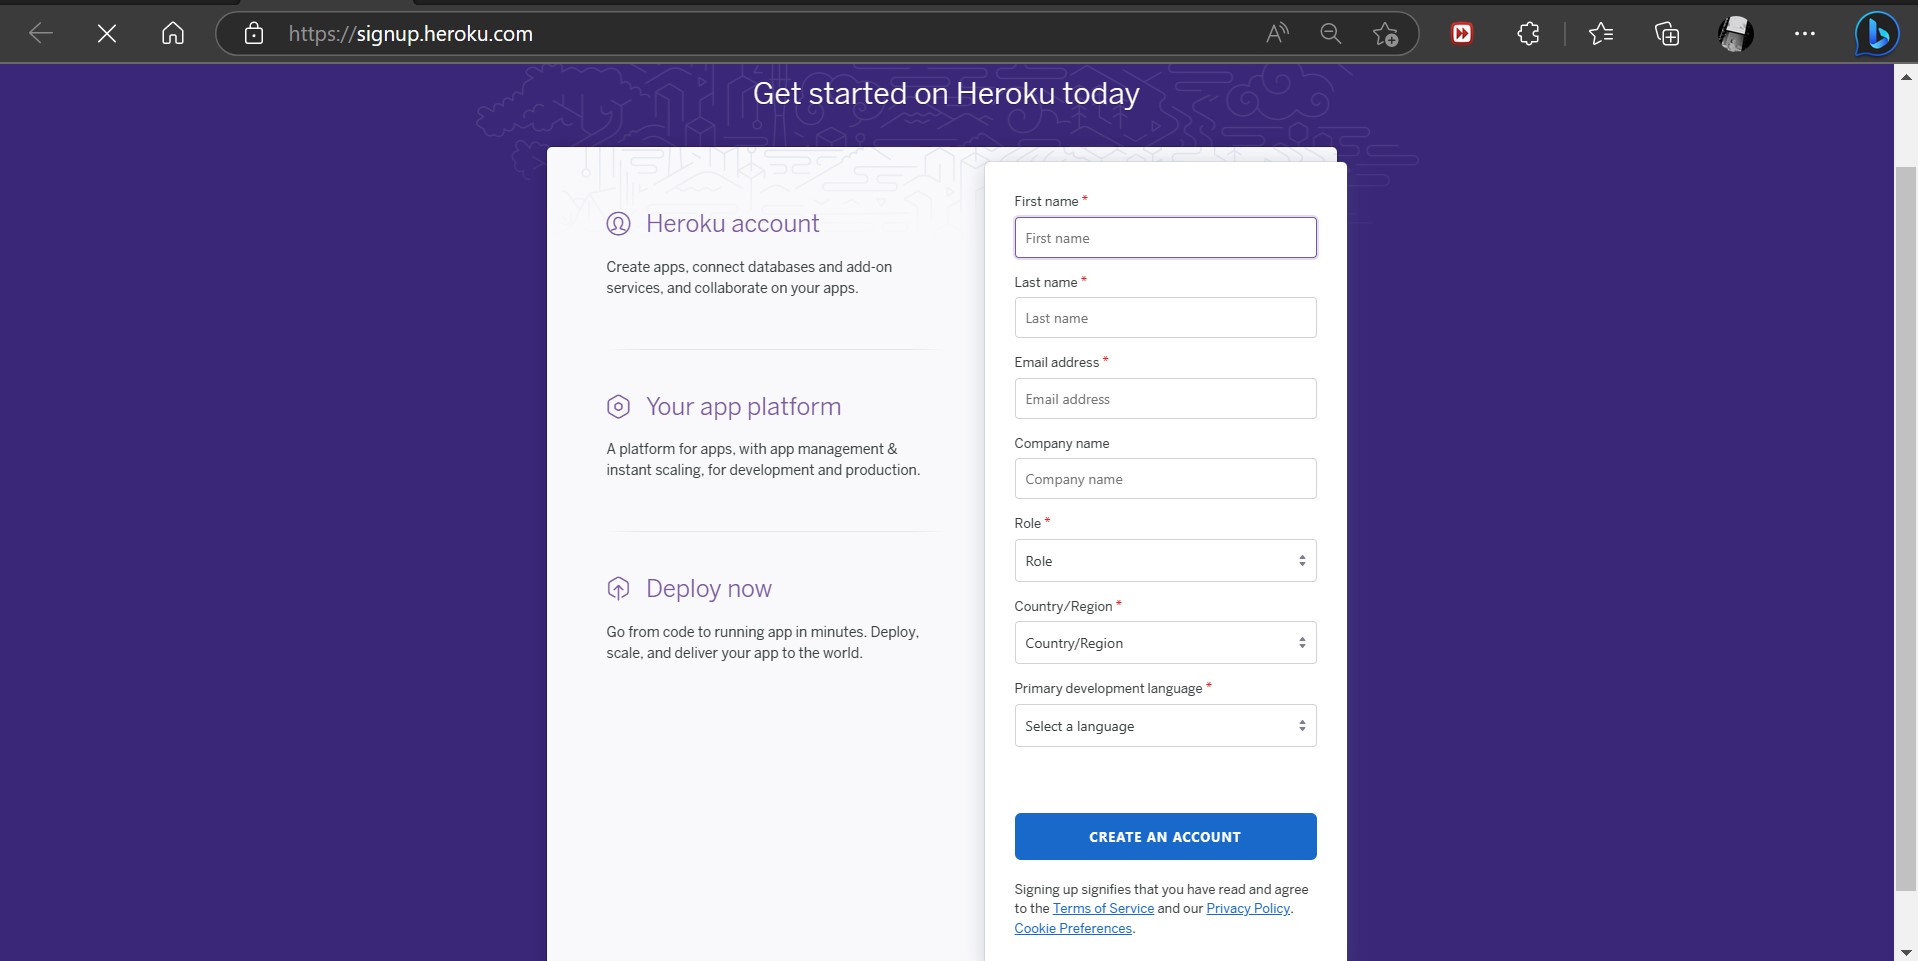 https://signup.heroku.com
Get started on Heroku today
Heroku account
Create apps, connect databases and add-on
services, and collaborate on your apps.
Your app platform
A platform for apps, with app management &
instant scaling, for development and production.
Deploy now
Go from code to running app in minutes. Deploy,
scale, and deliver your app to the world.
First name *
First name
Last name *
Last name
Email address *
Email address
Company name
Company name
Role *
Role
Country/Region *
Country/Region
Primary development language *
Select a language
CREATE AN ACCOUNT
Signing up signifies that you have read and agree
to the Terms of Service and our Privacy Policy.
Cookie Preferences.